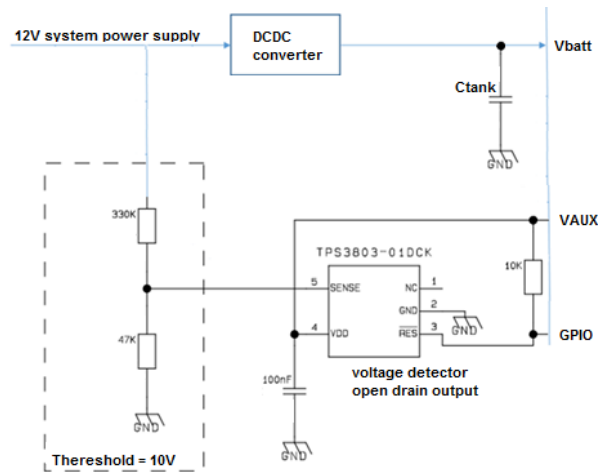 12V system power supply
DCDC
converter
Vbatt
Ctank
GND
330K
VAUX
TPS3803-01DCK
10K
5
SENSE
NC
1
GND
2
GND
47K
4
VDD
RES
3
GPIO
100nF
voltage detector
open drain output
GND
GND
Thereshold = 10V